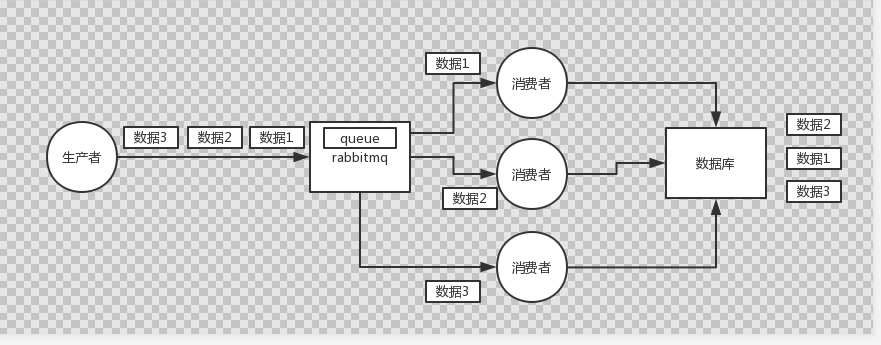 数据1
消费者
数据3
数据2
数据1
queue
rabbitmq
生产者
数据2
消费者
数据库
数据2
数据1
数据3
消费者
数据3